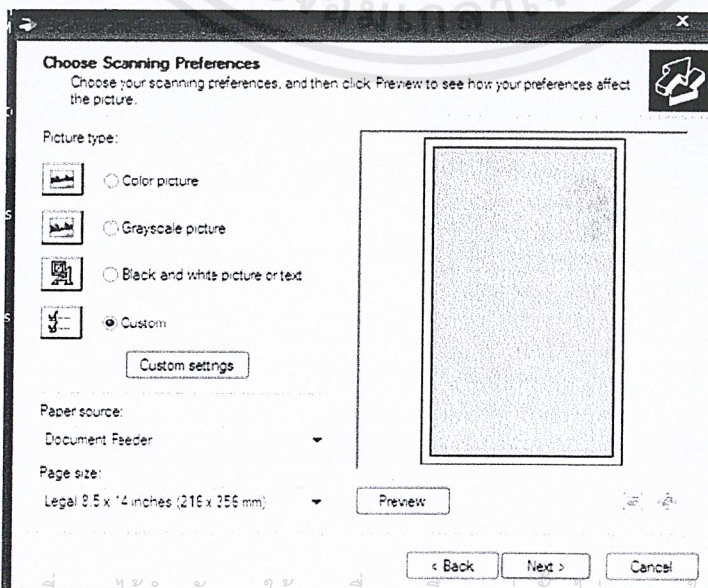 Choose Scanning Preferences
Choose your scanning preferences, and then click Preview to see how your preferences affect
the picture.
Picture type:
Color picture
Grayscale picture
Black and white picture or text
Custom
Custom settings
Paper source:
Document Feeder
Page size:
Legal 8.5 x 14 inches (216 x 356 mm)
Preview
< Back Next > Cancel